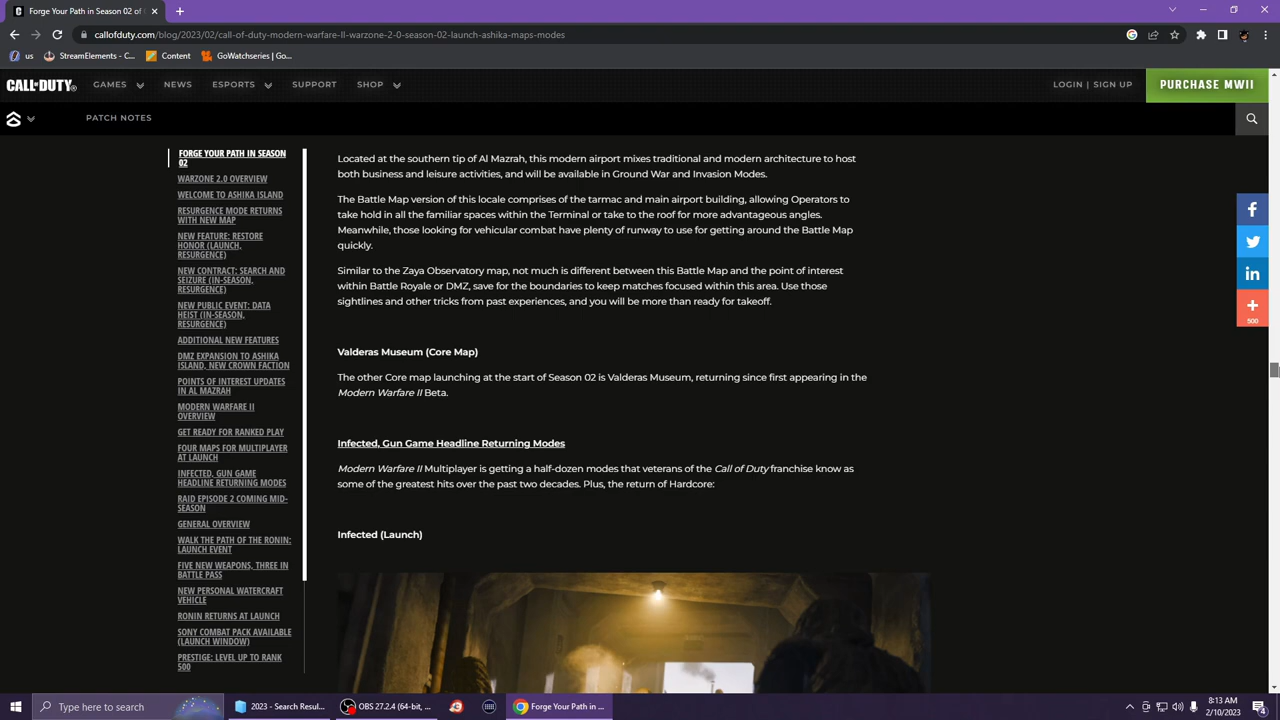 Forge Your Path in Season 02 - F
callofduty.com/blog/2023/02/call-of-duty-modern-warfare-II-warzone-2-0-season-02-launch-ashika-maps-modes
us
StreamElements - C...
Content
GoWatchseries | Go...
CALL·DUTY
GAMES
NEWS
ESPORTS
SUPPORT
SHOP
LOGIN | SIGN UP
PURCHASE MWII
PATCH NOTES
FORGE YOUR PATH IN SEASON
02
WARZONE 2.0 OVERVIEW
WELCOME TO ASHIKA ISLAND
RESURGENCE MODE RETURNS
WITH NEW MAP
NEW FEATURE: RESTORE
HONOR (LAUNCH,
RESURGENCE)
NEW CONTRACT: SEARCH AND
SEIZURE (IN-SEASON,
RESURGENCE)
NEW PUBLIC EVENT: DATA
HEIST (IN-SEASON,
RESURGENCE)
ADDITIONAL NEW FEATURES
DMZ EXPANSION TO ASHIKA
ISLAND, NEW CROWN FACTION
POINTS OF INTEREST UPDATES
IN AL MAZRAH
MODERN WARFARE II
OVERVIEW
GET READY FOR RANKED PLAY
FOUR MAPS FOR MULTIPLAYER
AT LAUNCH
INFECTED, GUN GAME
HEADLINE RETURNING MODES
RAID EPISODE 2 COMING MID-
SEASON
GENERAL OVERVIEW
WALK THE PATH OF THE RONIN:
LAUNCH EVENT
FIVE NEW WEAPONS, THREE IN
BATTLE PASS
NEW PERSONAL WATERCRAFT
VEHICLE
RONIN RETURNS AT LAUNCH
SONY COMBAT PACK AVAILABLE
(LAUNCH WINDOW)
PRESTIGE: LEVEL UP TO RANK
500
Located at the southern tip of Al Mazrah, this modern airport mixes traditional and modern architecture to host
both business and leisure activities, and will be available in Ground War and Invasion Modes.
The Battle Map version of this locale comprises of the tarmac and main airport building, allowing Operators to
take hold in all the familiar spaces within the Terminal or take to the roof for more advantageous angles.
Meanwhile, those looking for vehicular combat have plenty of runway to use for getting around the Battle Map
quickly.
Similar to the Zaya Observatory map, not much is different between this Battle Map and the point of interest
within Battle Royale or DMZ, save for the boundaries to keep matches focused within this area. Use those
sightlines and other tricks from past experiences, and you will be more than ready for takeoff.
Valderas Museum (Core Map)
The other Core map launching at the start of Season 02 is Valderas Museum, returning since first appearing in the
Modern Warfare II Beta.
Infected, Gun Game Headline Returning Modes
Modern Warfare II Multiplayer is getting a half-dozen modes that veterans of the Call of Duty franchise know as
some of the greatest hits over the past two decades. Plus, the return of Hardcore:
Infected (Launch)
500
Type here to search
2023 - Search Resul...
OBS 27.2.4 (64-bit, ...
Forge Your Path in ...
8:13 AM
2/10/2023
4